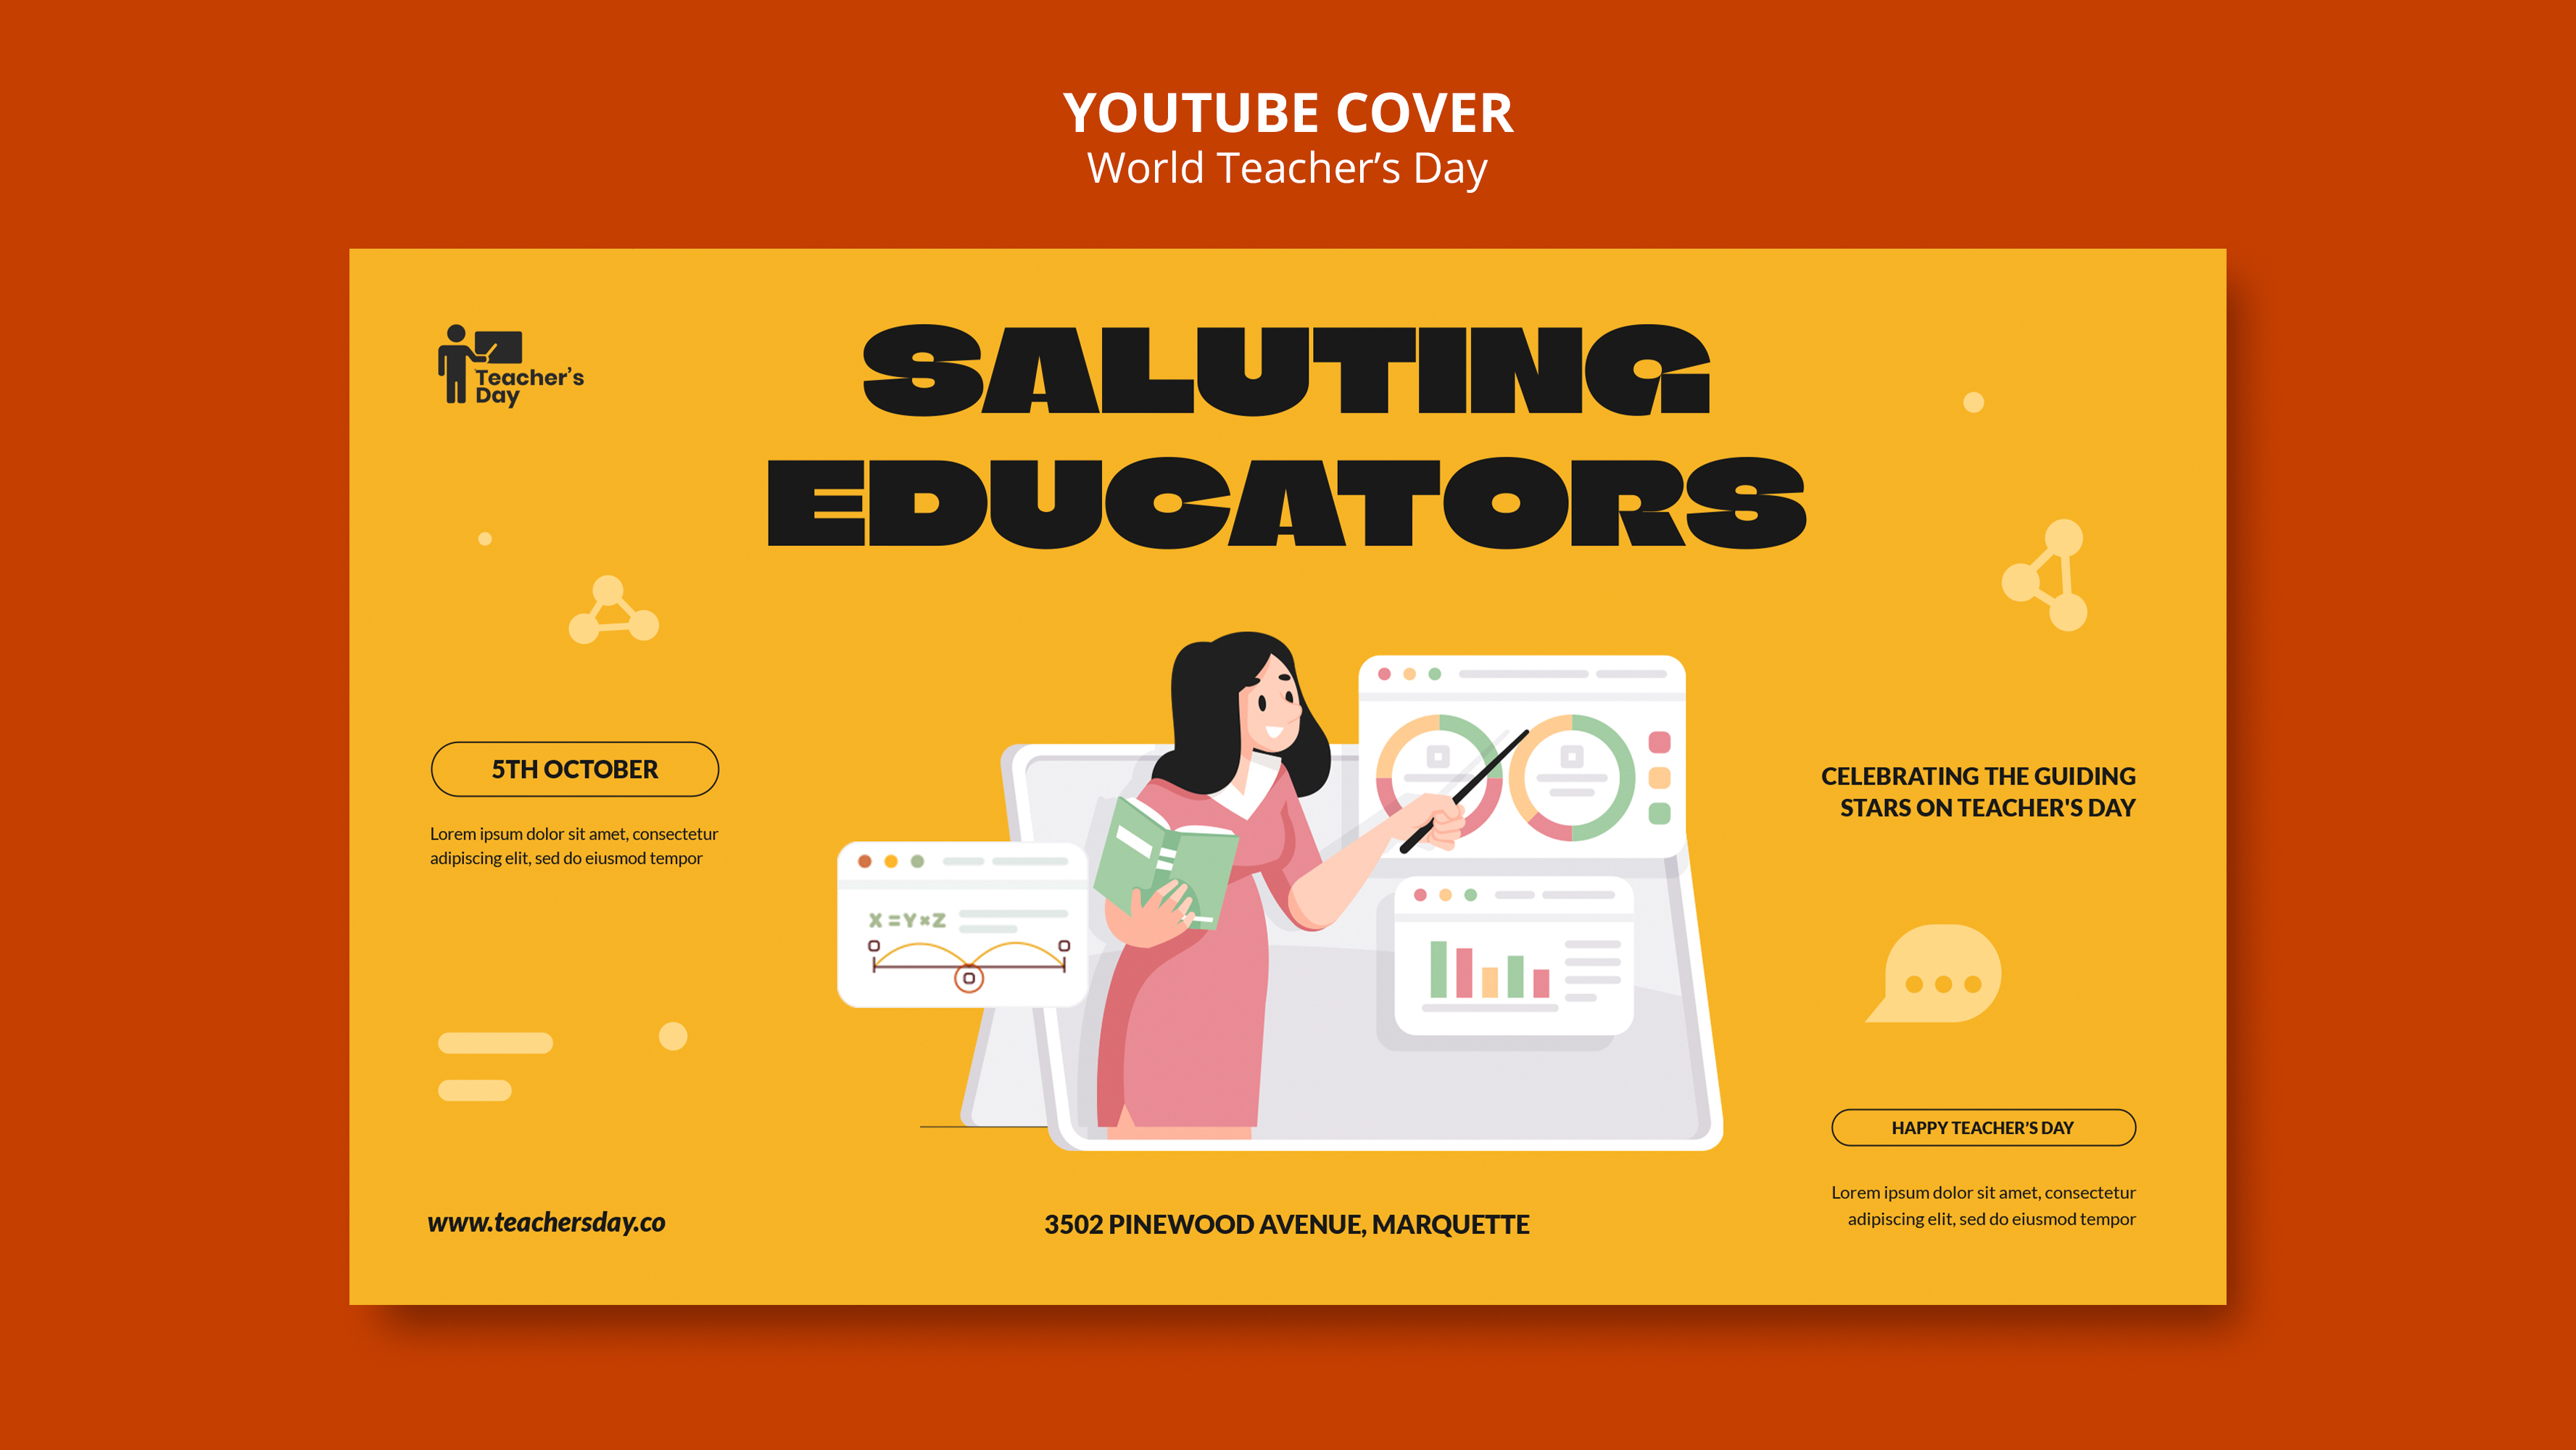 YOUTUBE COVER
World Teacher’s Day
Teacher’s
Day
SALUTING
EDUCATORS
5TH OCTOBER
Lorem ipsum dolor sit amet, consectetur
adipiscing elit, sed do eiusmod tempor
X=Y×Z
CELEBRATING THE GUIDING
STARS ON TEACHER'S DAY
HAPPY TEACHER’S DAY
Lorem ipsum dolor sit amet, consectetur
adipiscing elit, sed do eiusmod tempor
www.teachersday.co
3502 PINEWOOD AVENUE, MARQUETTE